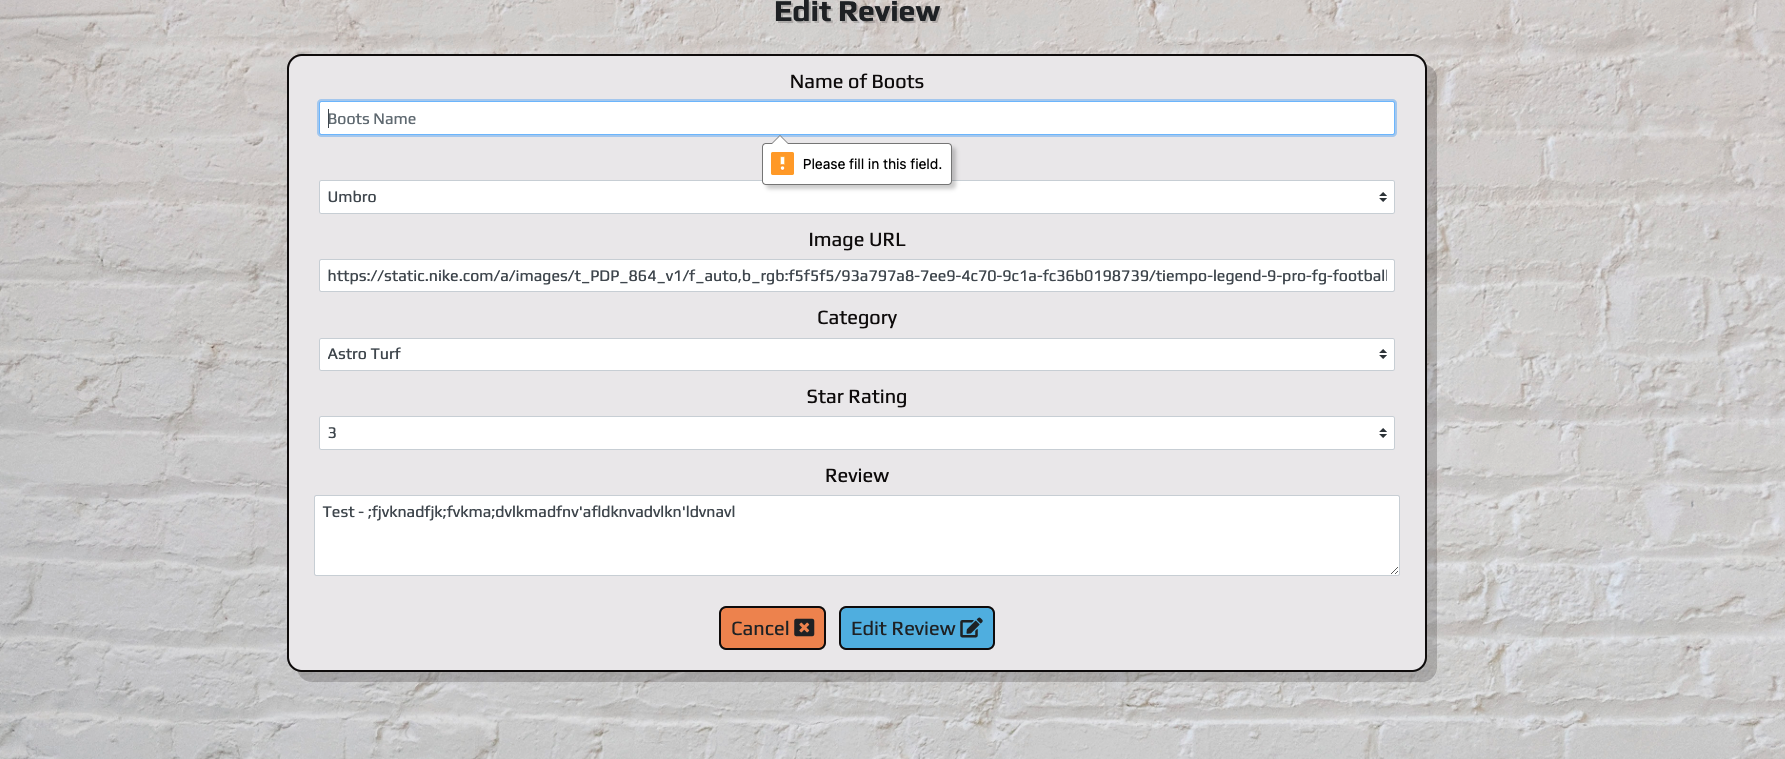 Edit Review
Name of Boots
Boots Name
Please fill in this field.
Umbro
Image URL
https://static.nike.com/a/images/t_PDP_864_v1/f_auto,b_rgb:f5f5f5/93a797a8-7ee9-4c70-9c1a-fc36b0198739/tiempo-legend-9-pro-fg-football
Category
Astro Turf
Star Rating
3
Review
Test - ;fjvknadfjk;fvkma;dvlkmadfnv'afldknvadvlkn'ldvnavl
Cancel
Edit Review